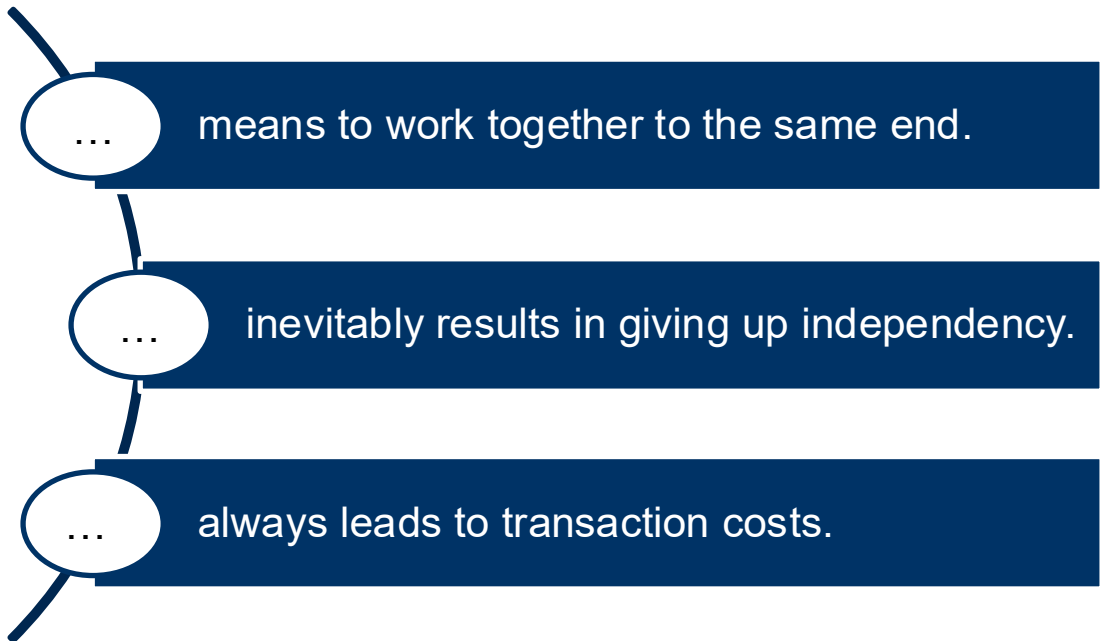 ... means to work together to the same end.
... inevitably results in giving up independency.
... always leads to transaction costs.